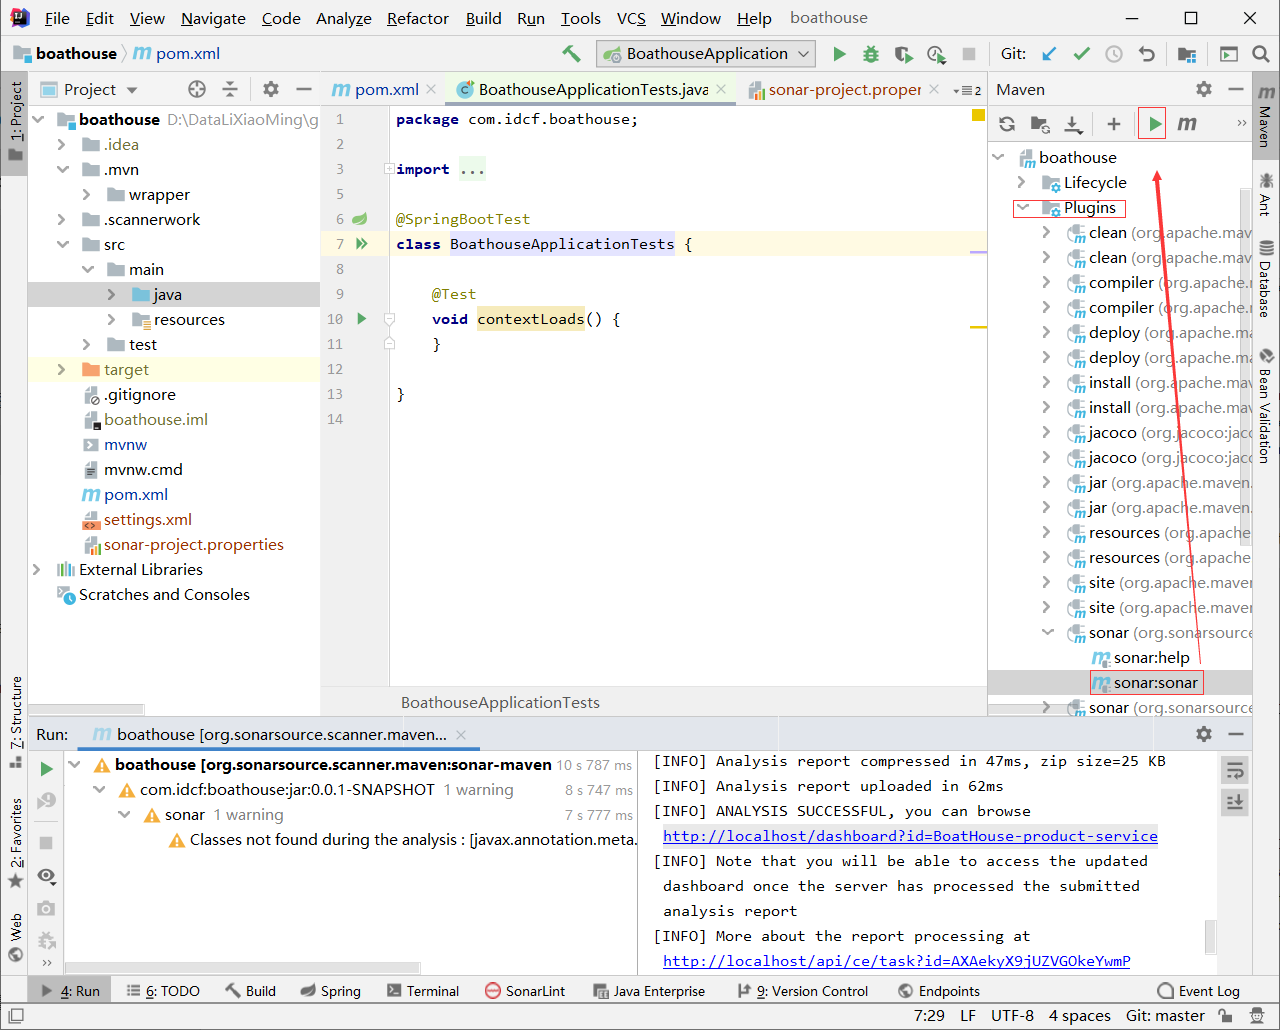 File Edit View Navigate Code Analyze Refactor Build Run Tools VCS Window Help boathouse
boathouse pom.xml BoathouseApplication Git:
Project pom.xml BoathouseApplicationTests.java sonar-project.proper 2 Maven
1: Project
7: Structure
2: Favorites
Web
boathouse D:\DataLiXiaoMing\g
.idea
.mvn
wrapper
.scannerwork
src
main
java
resources
test
target
.gitignore
boathouse.iml
mvnw
mvnw.cmd
pom.xml
settings.xml
sonar-project.properties
External Libraries
Scratches and Consoles
1 package com.idcf.boathouse;
2
3 import ...
5
6 @SpringBootTest
7 class BoathouseApplicationTests {
8
9 @Test
10 void contextLoads() {
11 }
12
13 }
14
BoathouseApplicationTests
boathouse
Lifecycle
Plugins
clean (org.apache.mav
clean (org.apache.mav
compiler (org.apache.
compiler (org.apache.
deploy (org.apache.m
deploy (org.apache.m
install (org.apache.ma
install (org.apache.ma
jacoco (org.jacoco:jac
jacoco (org.jacoco:jac
jar (org.apache.maven.
jar (org.apache.maven.
resources (org.apache
resources (org.apache
site (org.apache.maver
site (org.apache.maver
sonar (org.sonarsource
sonar:help
sonar:sonar
sonar (org.sonarsource
Maven
Ant
Database
Bean Validation
Run: boathouse [org.sonarsource.scanner.maven...
boathouse [org.sonarsource.scanner.maven:sonar-maven 10 s 787 ms
com.idcf:boathouse:jar:0.0.1-SNAPSHOT 1 warning 8 s 747 ms
sonar 1 warning 7 s 777 ms
Classes not found during the analysis : [javax.annotation.meta.
[INFO] Analysis report compressed in 47ms, zip size=25 KB
[INFO] Analysis report uploaded in 62ms
[INFO] ANALYSIS SUCCESSFUL, you can browse
http://localhost/dashboard?id=BoatHouse-product-service
[INFO] Note that you will be able to access the updated
dashboard once the server has processed the submitted
analysis report
[INFO] More about the report processing at
http://localhost/api/ce/task?id=AXAekyX9jUZVGOkeYwmP
4: Run 6: TODO Build Spring Terminal SonarLint Java Enterprise 9: Version Control Endpoints Event Log
7:29 LF UTF-8 4 spaces Git: master